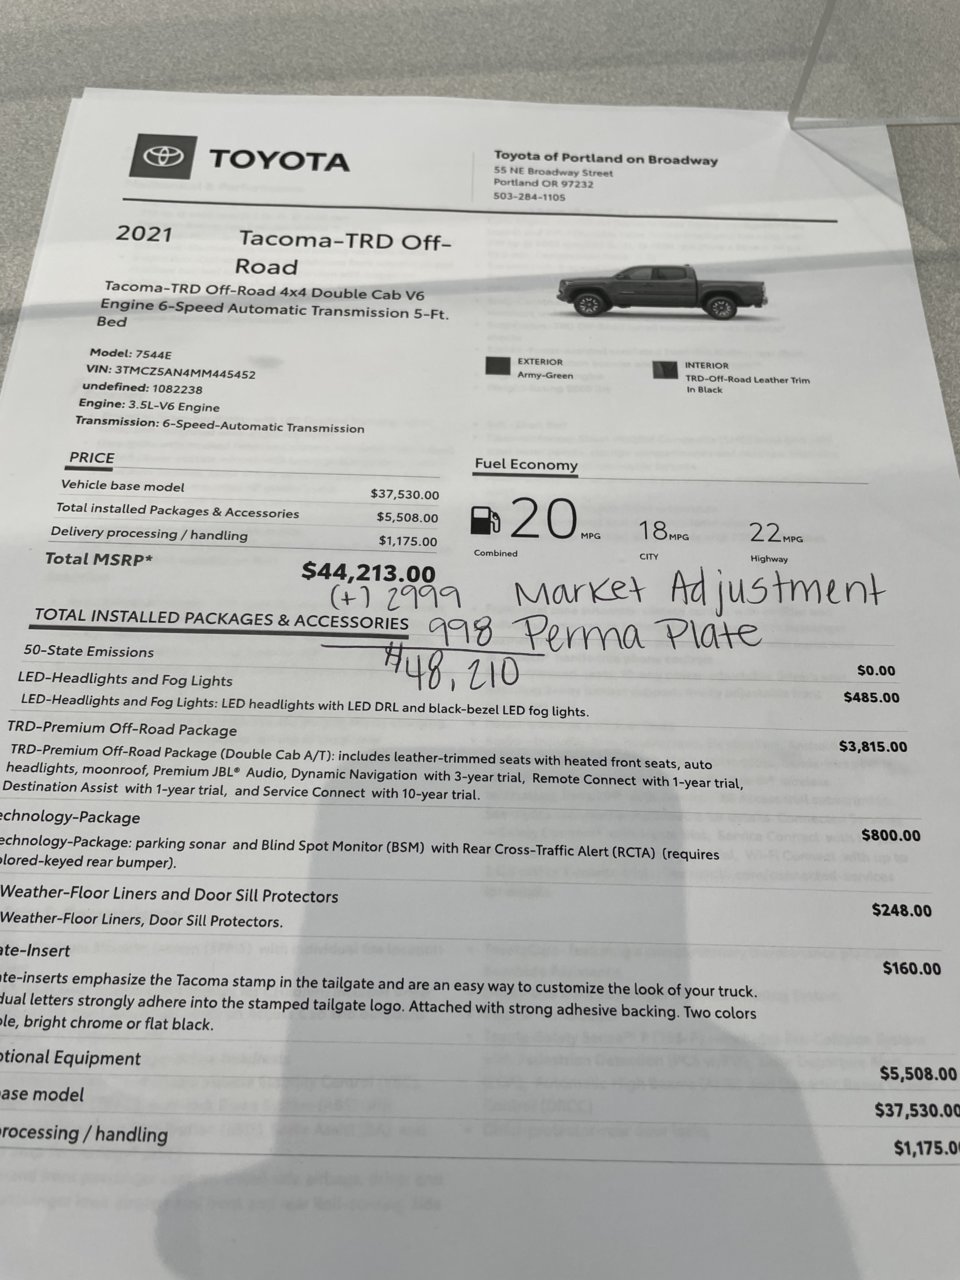 TOYOTA
Toyota of Portland on Broadway
55 NE Broadway Street
Portland OR 97232
503-284-1105
2021 Tacoma-TRD Off-
Road
Tacoma-TRD Off-Road 4x4 Double Cab V6
Engine 6-Speed Automatic Transmission 5-Ft.
Bed
Model: 7544E
VIN: 3TMCZ5AN4MM445452
undefined: 1082238
Engine: 3.5L-V6 Engine
Transmission: 6-Speed-Automatic Transmission
EXTERIOR
Army-Green
INTERIOR
TRD-Off-Road Leather Trim
In Black
PRICE
Vehicle base model $37,530.00
Total installed Packages & Accessories $5,508.00
Delivery processing / handling $1,175.00
Total MSRP* $44,213.00
Fuel Economy
20 MPG 18 MPG 22 MPG
Combined CITY Highway
(+) 2999 Market Adjustment
998 Perma Plate
$48,210
TOTAL INSTALLED PACKAGES & ACCESSORIES
50-State Emissions $0.00
LED-Headlights and Fog Lights $485.00
LED-Headlights and Fog Lights: LED headlights with LED DRL and black-bezel LED fog lights.
TRD-Premium Off-Road Package $3,815.00
TRD-Premium Off-Road Package (Double Cab A/T): includes leather-trimmed seats with heated front seats, auto
headlights, moonroof, Premium JBL® Audio, Dynamic Navigation with 3-year trial, Remote Connect with 1-year trial,
Destination Assist with 1-year trial, and Service Connect with 10-year trial.
echnology-Package $800.00
echnology-Package: parking sonar and Blind Spot Monitor (BSM) with Rear Cross-Traffic Alert (RCTA) (requires
olored-keyed rear bumper).
Weather-Floor Liners and Door Sill Protectors $248.00
Weather-Floor Liners, Door Sill Protectors.
ate-Insert $160.00
te-inserts emphasize the Tacoma stamp in the tailgate and are an easy way to customize the look of your truck.
dual letters strongly adhere into the stamped tailgate logo. Attached with strong adhesive backing. Two colors
ole, bright chrome or flat black.
tional Equipment $5,508.00
ase model $37,530.00
rocessing / handling $1,175.0